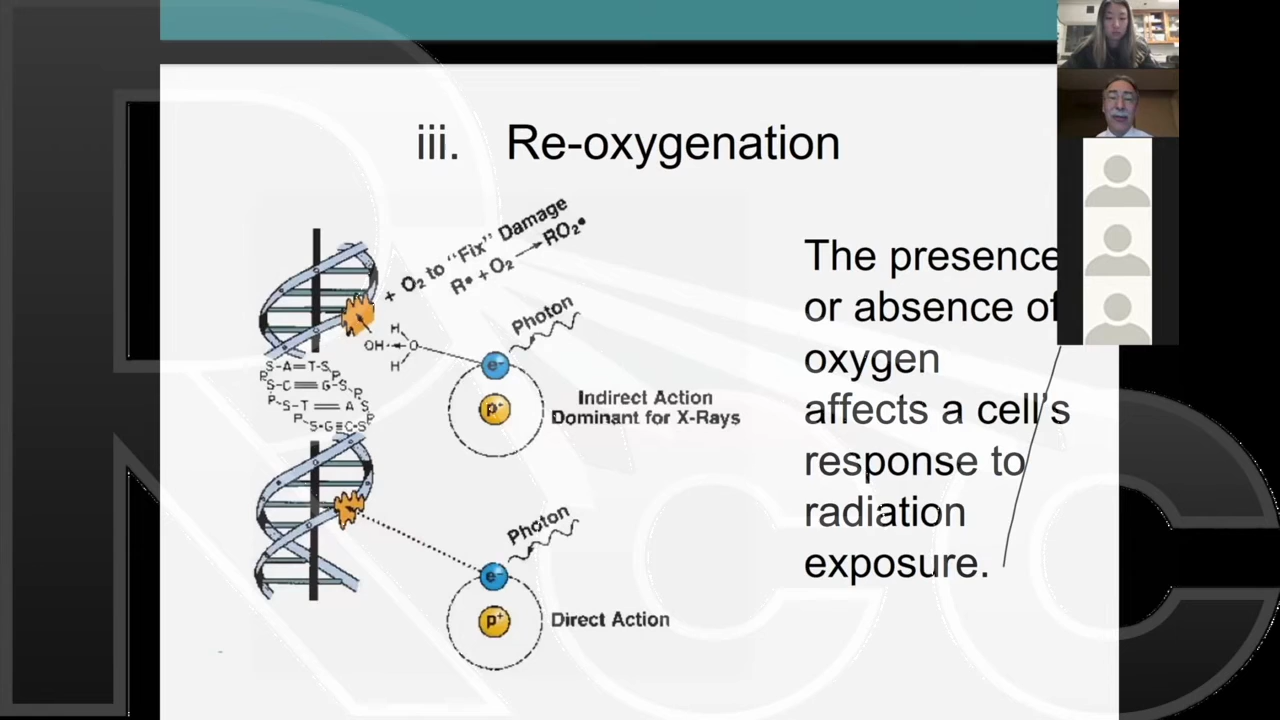 iii. Re-oxygenation
+ O₂ to "Fix" Damage
R• + O₂ → RO₂•
Photon
H
OH
O
H
e⁻
p⁺
Indirect Action
Dominant for X-Rays
S-A=T-S
P
P
S-C≡G-S
P
P
S-T=A S
P
P
S-G≡C-S
Photon
e⁻
p⁺
Direct Action
The presence
or absence of
oxygen
affects a cell's
response to
radiation
exposure.
RCC